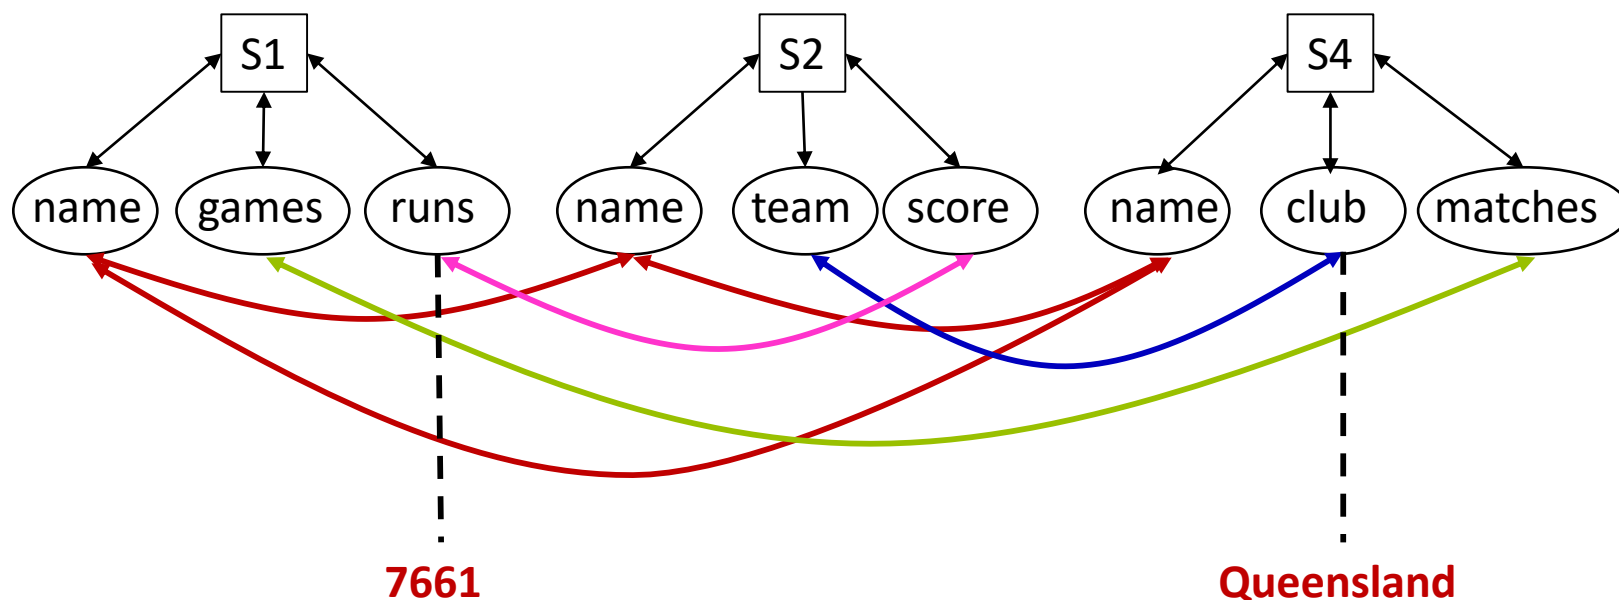 S1 S2 S4
name games runs name team score name club matches
7661 Queensland